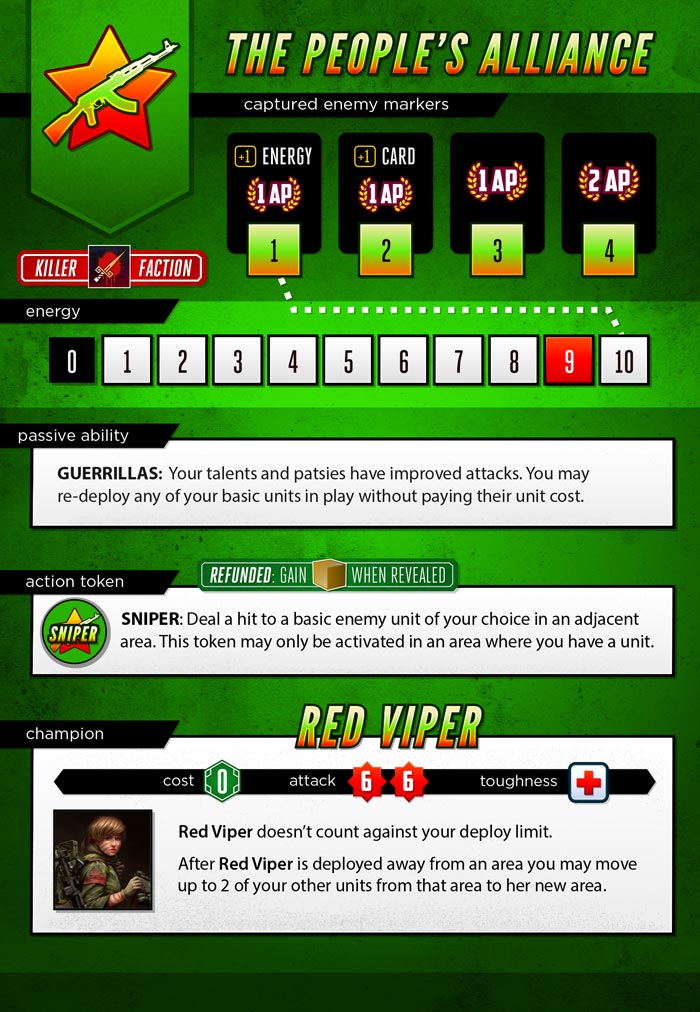 THE PEOPLE'S ALLIANCE
captured enemy markers
+1 ENERGY
1 AP
1
+1 CARD
1 AP
2
1 AP
3
2 AP
4
KILLER FACTION
energy
0 1 2 3 4 5 6 7 8 9 10
passive ability
GUERRILLAS: Your talents and patsies have improved attacks. You may
re-deploy any of your basic units in play without paying their unit cost.
action token
REFUNDED: GAIN WHEN REVEALED
SNIPER
SNIPER: Deal a hit to a basic enemy unit of your choice in an adjacent
area. This token may only be activated in an area where you have a unit.
champion
RED VIPER
cost 0 attack 6 6 toughness
Red Viper doesn't count against your deploy limit.
After Red Viper is deployed away from an area you may move
up to 2 of your other units from that area to her new area.